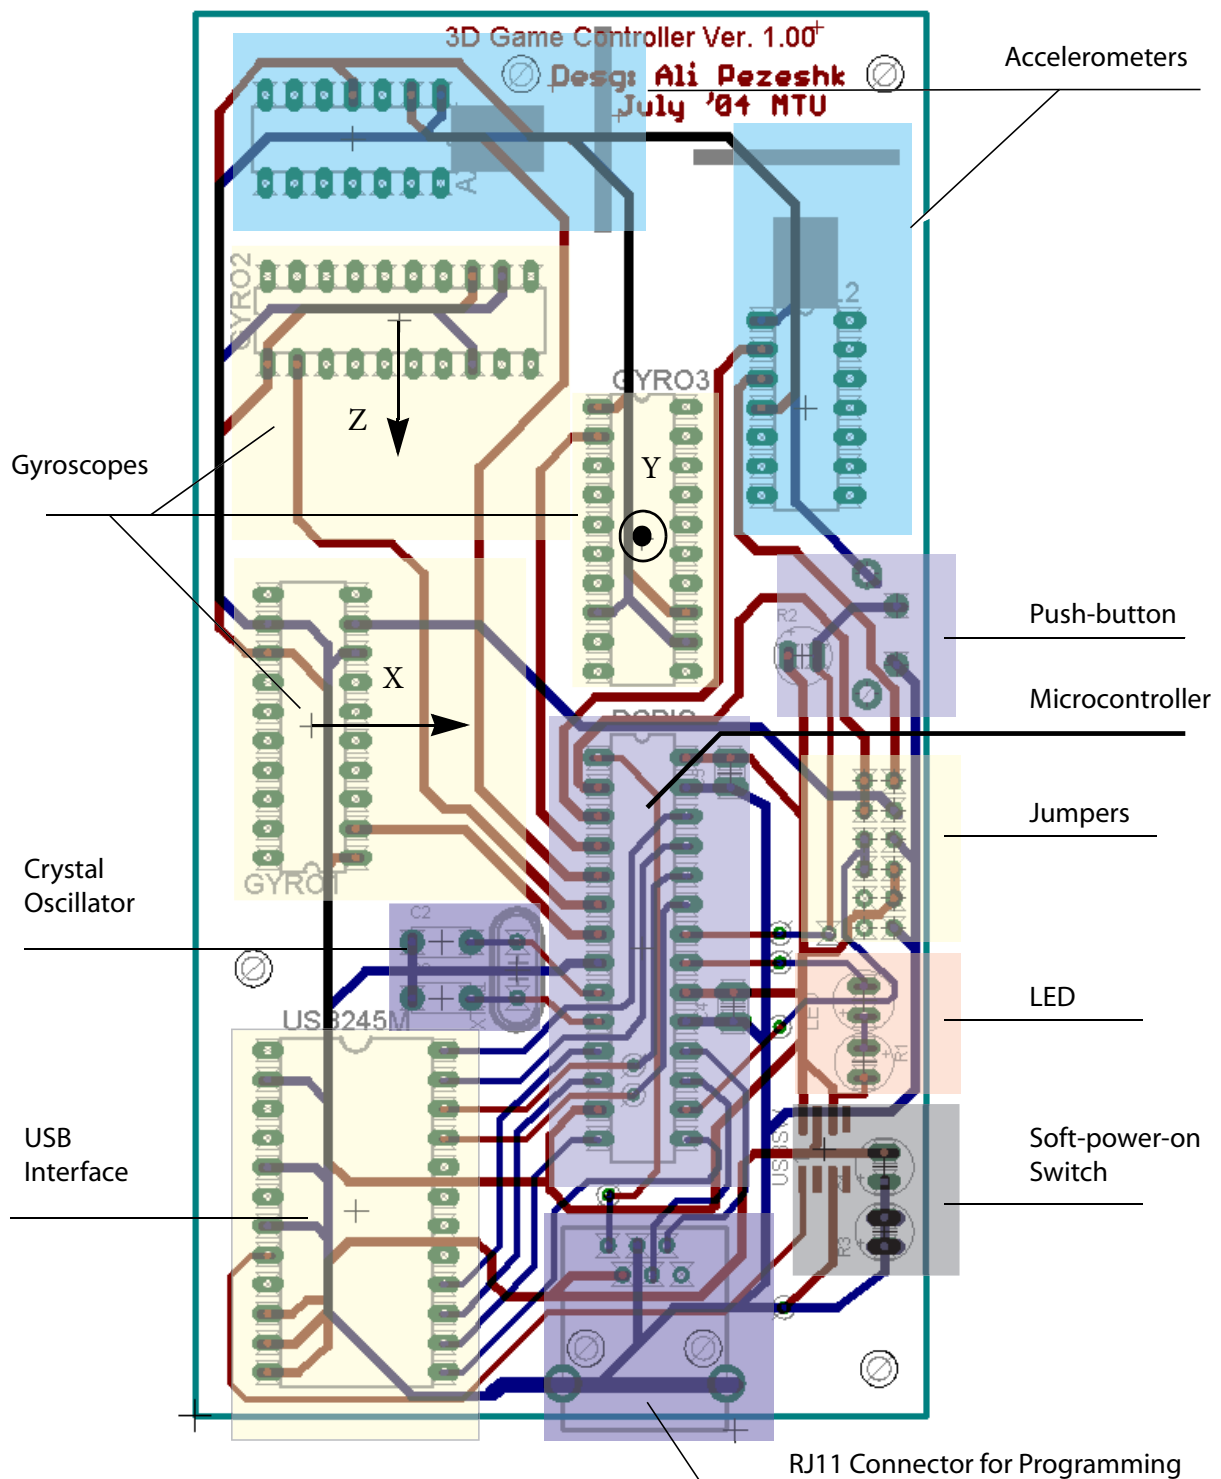 3D Game Controller Ver. 1.00
Desg: Ali Pezeshk
July '04 MTU
Accelerometers
GYRO2
Z
GYRO3
Y
Gyroscopes
Push-button
R2
X
Microcontroller
Jumpers
GYRO1
Crystal
Oscillator
C2
LED
LED
R1
USB245M
USB
Interface
USBSW
Soft-power-on
Switch
R3
RJ11 Connector for Programming